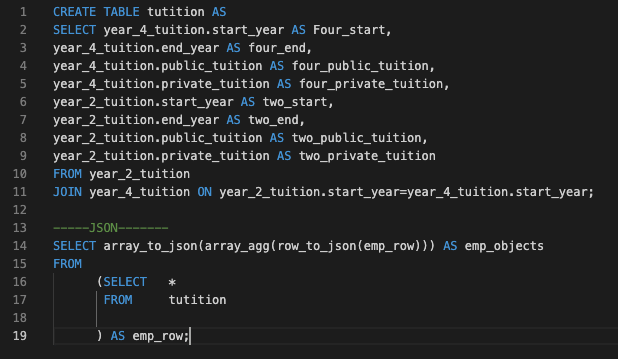 1 CREATE TABLE tutition AS
2 SELECT year_4_tuition.start_year AS Four_start,
3 year_4_tuition.end_year AS four_end,
4 year_4_tuition.public_tuition AS four_public_tuition,
5 year_4_tuition.private_tuition AS four_private_tuition,
6 year_2_tuition.start_year AS two_start,
7 year_2_tuition.end_year AS two_end,
8 year_2_tuition.public_tuition AS two_public_tuition,
9 year_2_tuition.private_tuition AS two_private_tuition
10 FROM year_2_tuition
11 JOIN year_4_tuition ON year_2_tuition.start_year=year_4_tuition.start_year;
12
13 -----JSON-------
14 SELECT array_to_json(array_agg(row_to_json(emp_row))) AS emp_objects
15 FROM
16 (SELECT *
17 FROM tutition
18
19 ) AS emp_row;